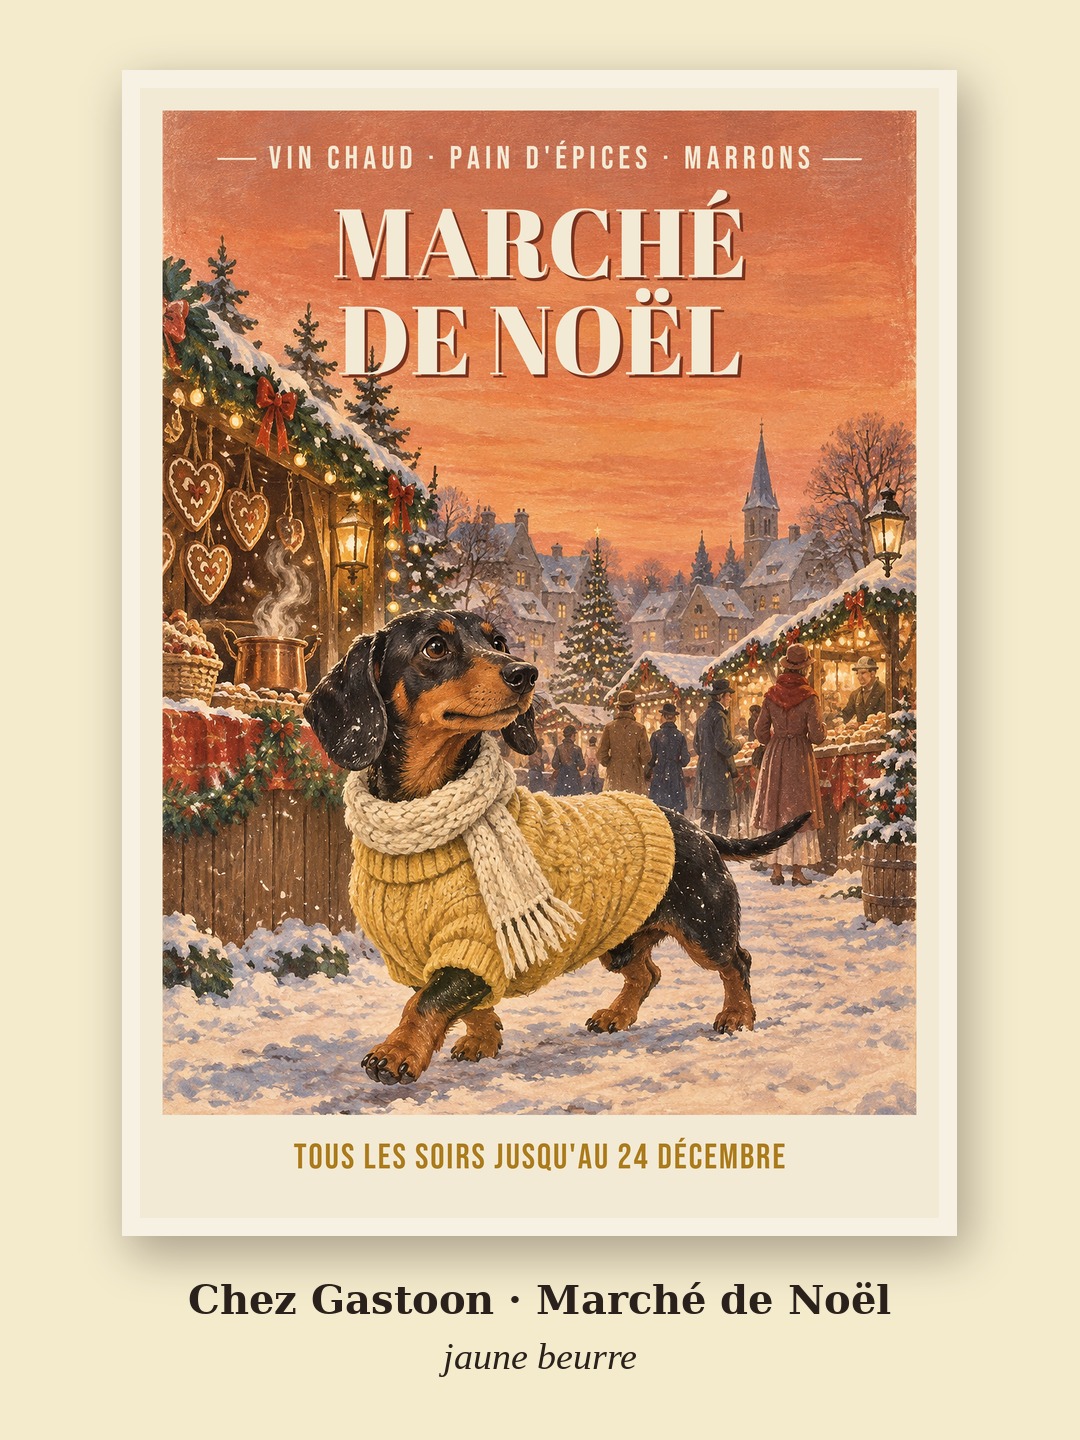 VIN CHAUD · PAIN D'ÉPICES · MARRONS
MARCHÉ
DE NOËL
TOUS LES SOIRS JUSQU'AU 24 DÉCEMBRE
Chez Gastoon · Marché de Noël
jaune beurre